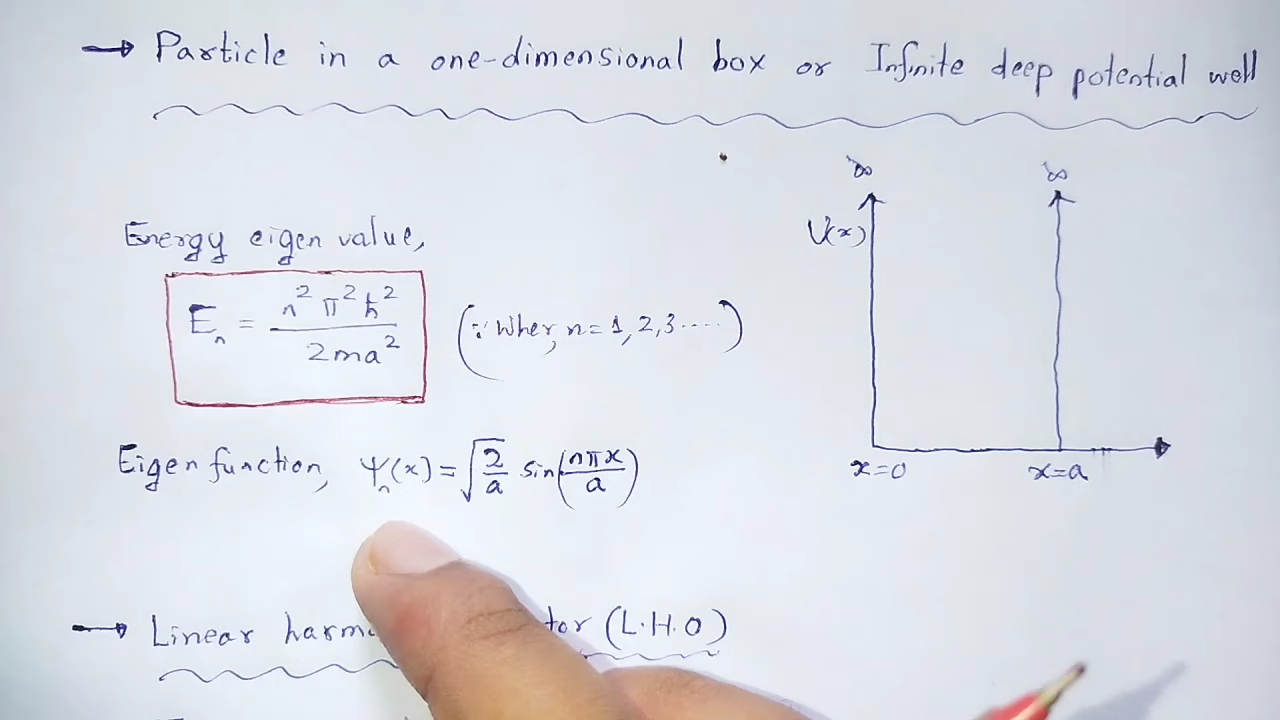 → Particle in a one-dimensional box or Infinite deep potential well
∞ ∞
V(x)
Energy eigen value,
Eₙ = n²π²ħ² / 2ma² (∵ Wher, n = 1, 2, 3 .....)
Eigen function, ψₙ(x) = √(2/a) sin(nπx/a)
x=0 x=a
→ Linear harm tor (L.H.O)